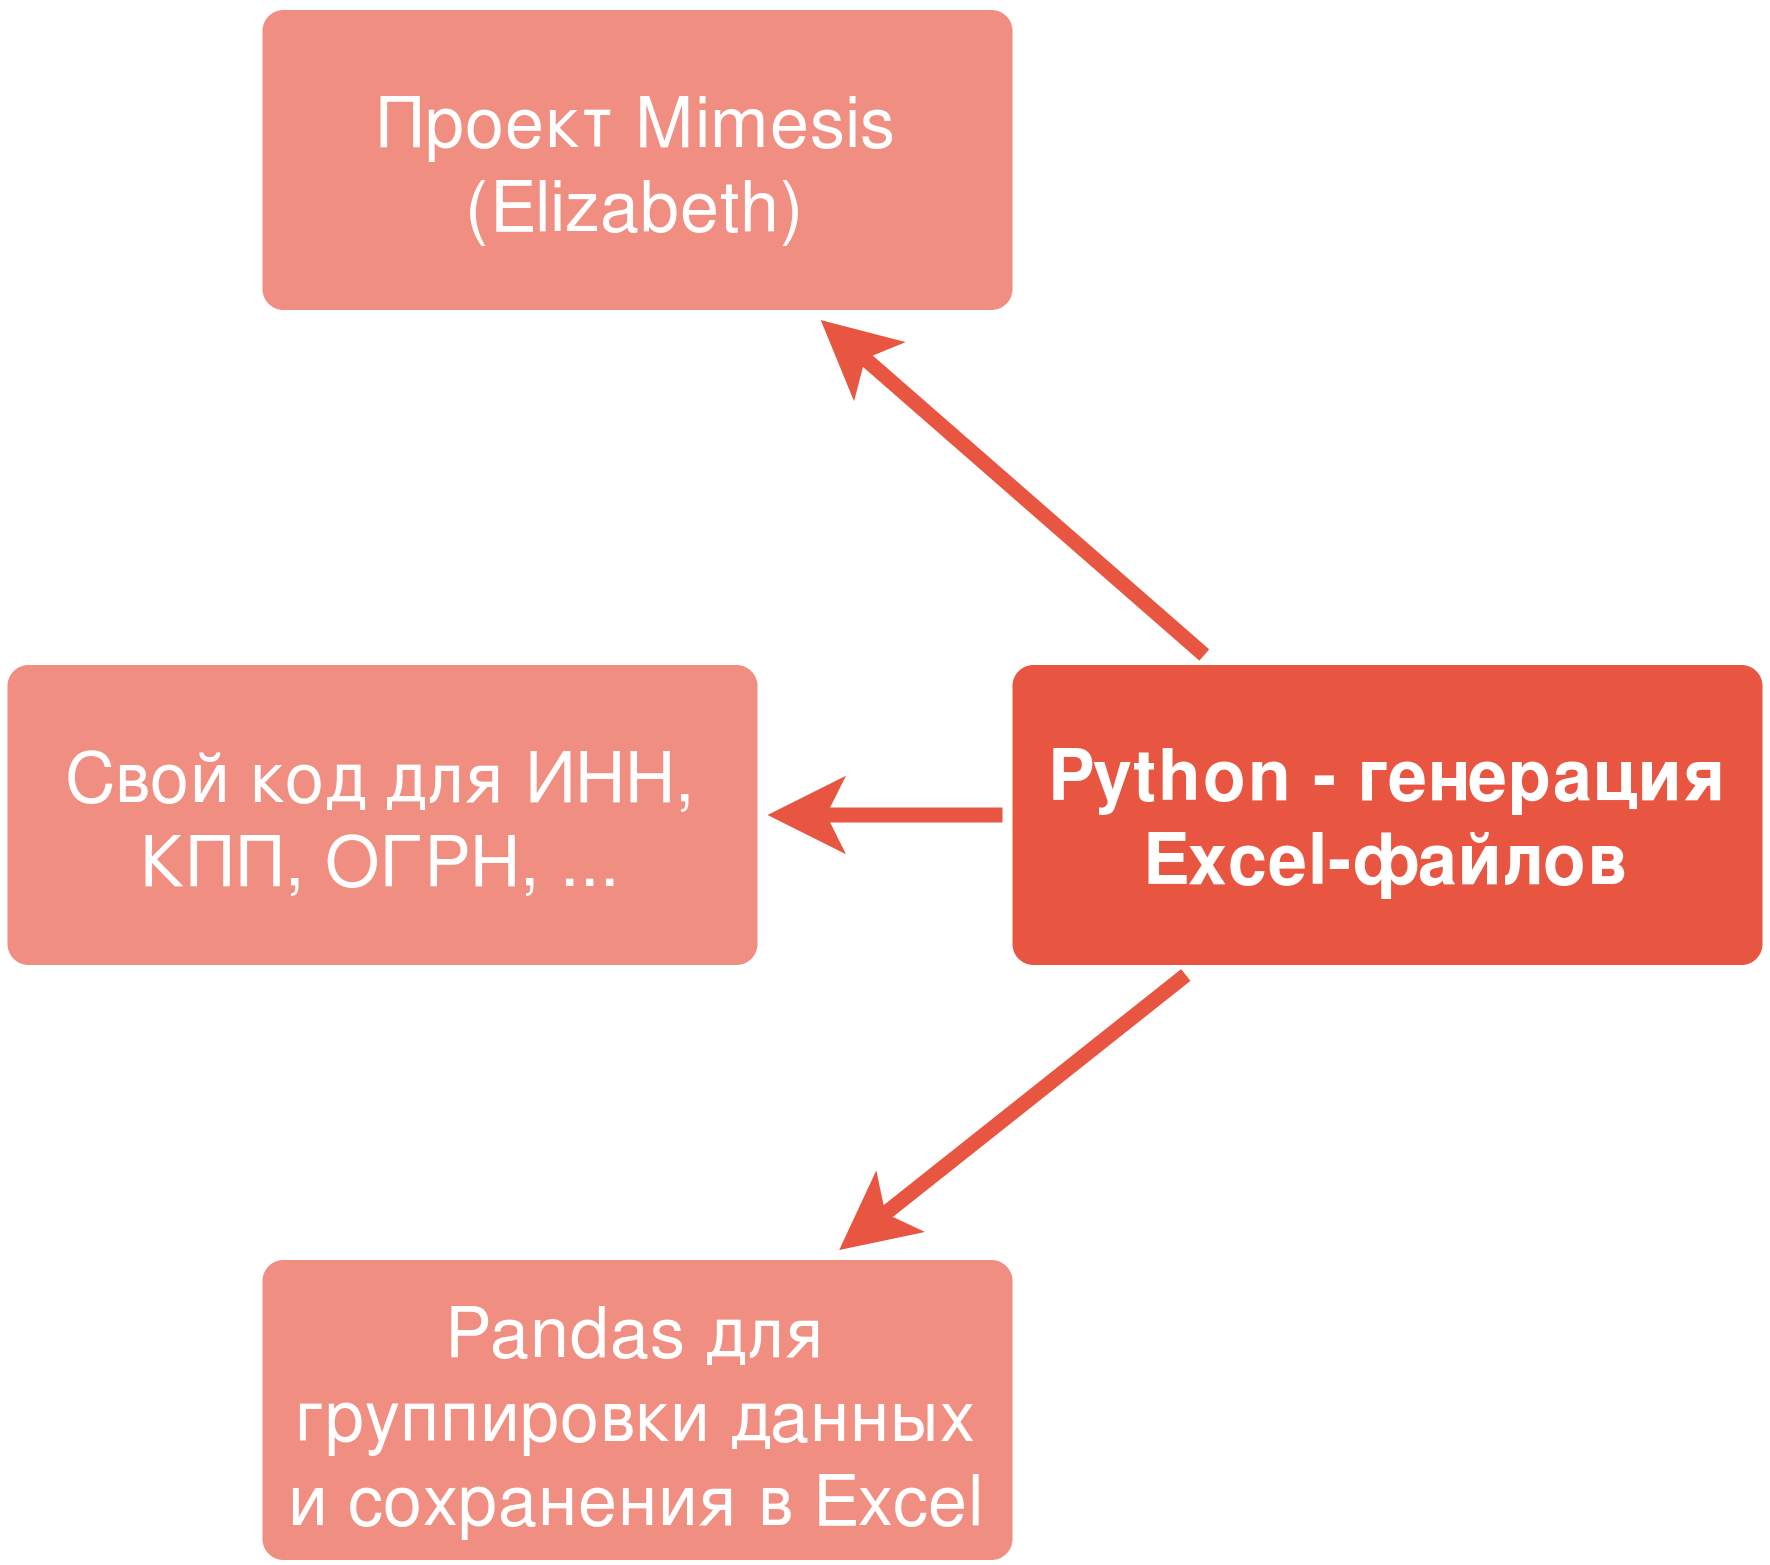 Проект Mimesis
(Elizabeth)
Свой код для ИНН,
КПП, ОГРН, ...
Python - генерация
Excel-файлов
Pandas для
группировки данных
и сохранения в Excel